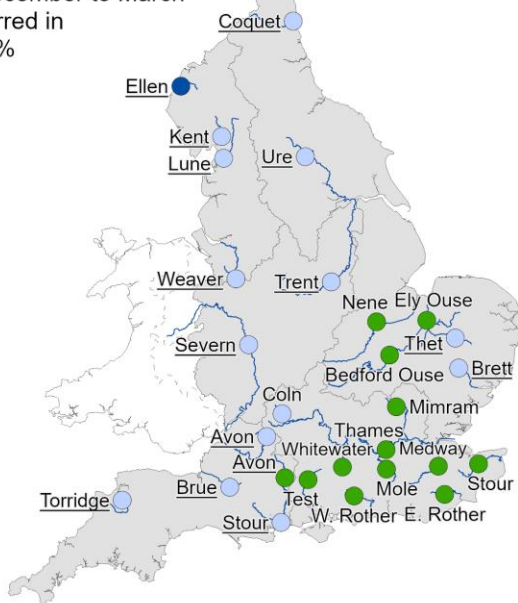 December to March
rred in
%
Coquet
Ellen
Kent
Lune
Ure
Weaver
Trent
Nene Ely Ouse
Severn
Thet
Bedford Ouse
Brett
Coln
Mimram
Avon
Thames
Avon
Whitewater
Medway
Torridge
Brue
Test
Mole
Stour
Stour
W. Rother
E. Rother